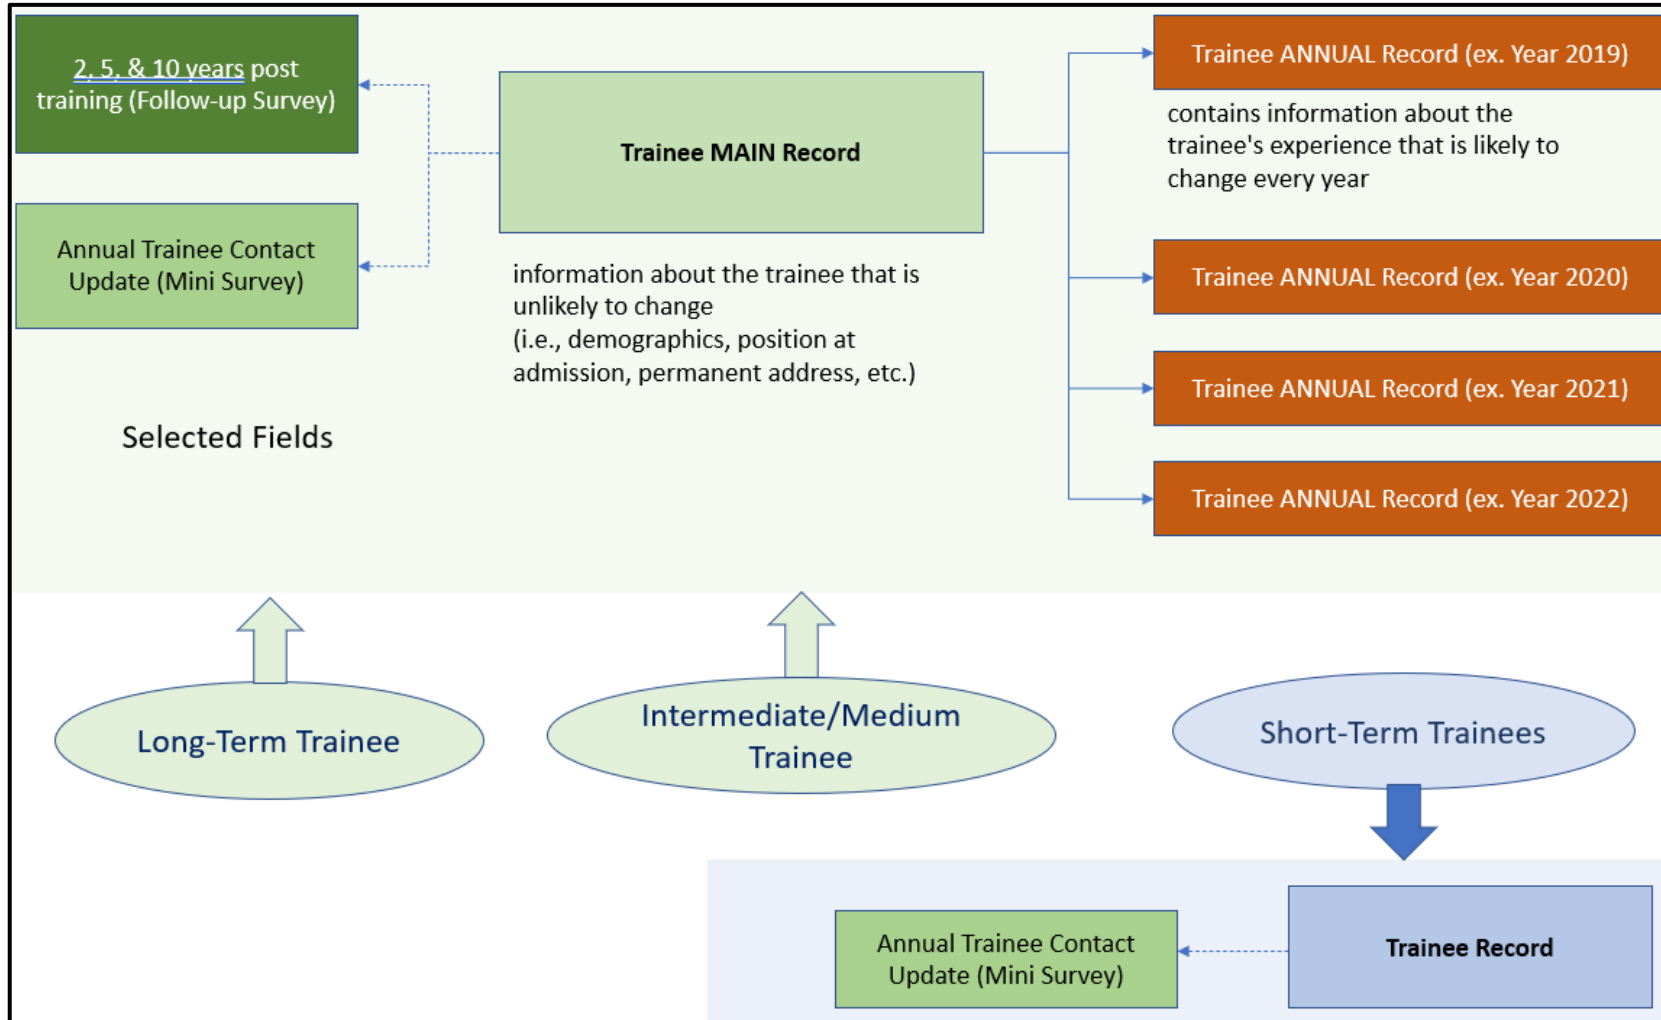 2, 5, & 10 years post
training (Follow-up Survey)
Annual Trainee Contact
Update (Mini Survey)
Selected Fields
Trainee MAIN Record
information about the trainee that is
unlikely to change
(i.e., demographics, position at
admission, permanent address, etc.)
Trainee ANNUAL Record (ex. Year 2019)
contains information about the
trainee's experience that is likely to
change every year
Trainee ANNUAL Record (ex. Year 2020)
Trainee ANNUAL Record (ex. Year 2021)
Trainee ANNUAL Record (ex. Year 2022)
Long-Term Trainee
Intermediate/Medium
Trainee
Short-Term Trainees
Annual Trainee Contact
Update (Mini Survey)
Trainee Record